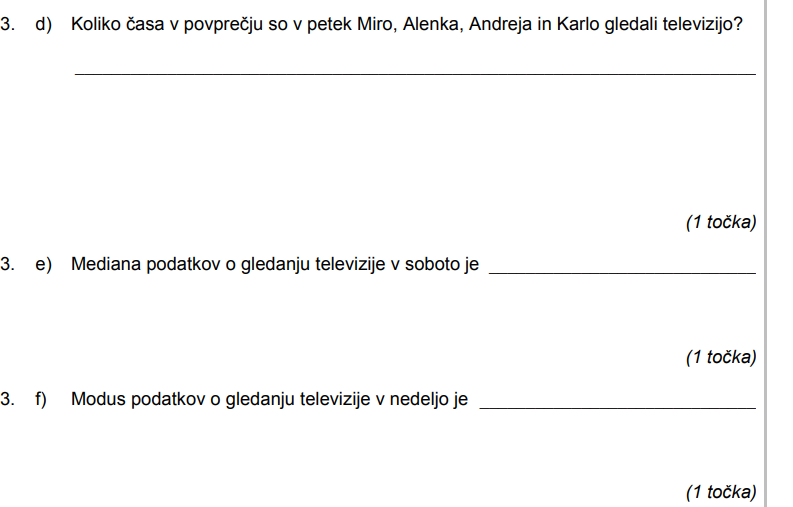 3. d) Koliko časa v povprečju so v petek Miro, Alenka, Andreja in Karlo gledali televizijo?
(1 točka)
3. e) Mediana podatkov o gledanju televizije v soboto je
(1 točka)
3. f) Modus podatkov o gledanju televizije v nedeljo je
(1 točka)